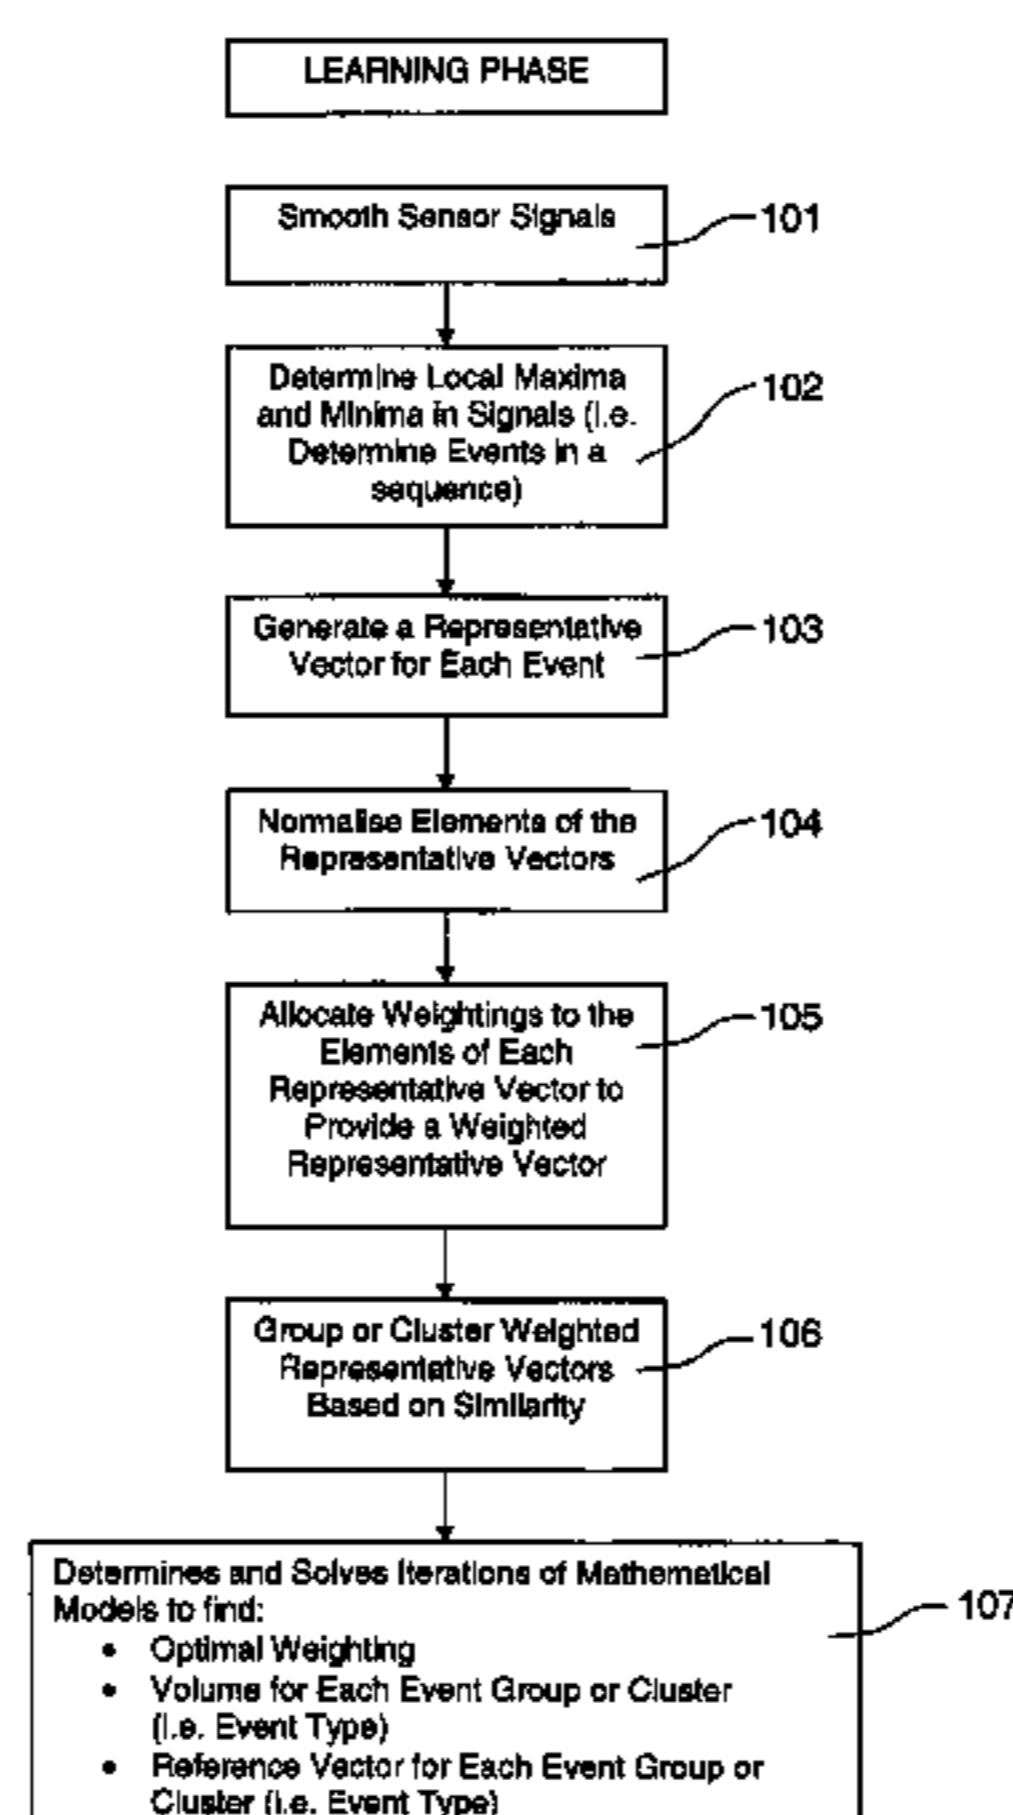 LEARNING PHASE
Smooth Sensor Signals
101
Determine Local Maxima
and Minima in Signals (i.e.
Determine Events in a
sequence)
102
Generate a Representative
Vector for Each Event
103
Normalise Elements of the
Representative Vectors
104
Allocate Weightings to the
Elements of Each
Representative Vector to
Provide a Weighted
Representative Vector
105
Group or Cluster Weighted
Representative Vectors
Based on Similarity
106
Determines and Solves Iterations of Mathematical
Models to find:
• Optimal Weighting
• Volume for Each Event Group or Cluster
(i.e. Event Type)
• Reference Vector for Each Event Group or
Cluster (i.e. Event Type)
107